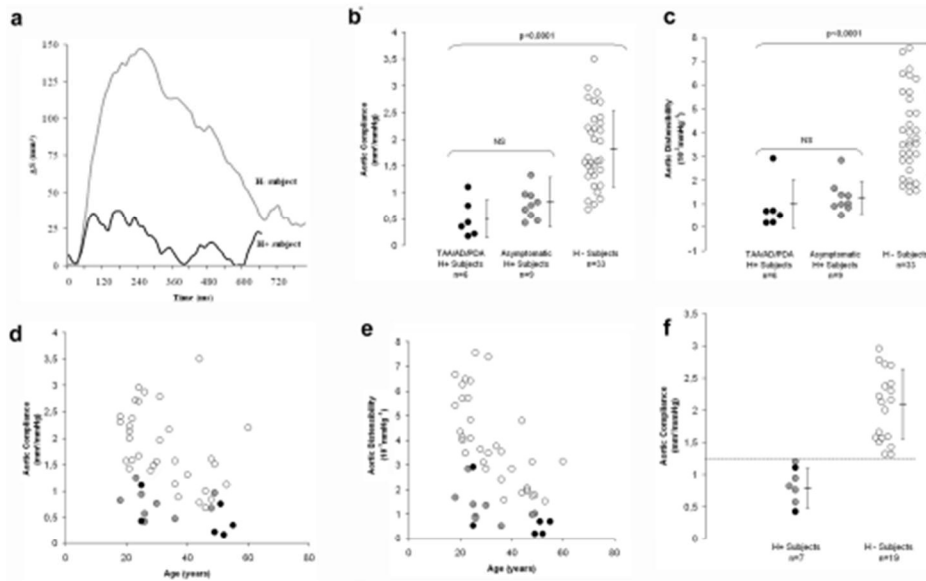 a
ΔS (mm²)
150
125
100
75
50
25
0
0
120
240
360
480
600
720
Time (ms)
H- subject
H+ subject
b
p=0,0001
NS
Aortic Compliance
(mm²/mmHg)
4
3,5
3
2,5
2
1,5
1
0,5
0
TAA/AD/PDA
H+ Subjects
n=6
Asymptomatic
H+ Subjects
n=9
H - Subjects
n=33
c
p<0,0001
NS
Aortic Distensibility
(10⁻³mmHg⁻¹)
8
7
6
5
4
3
2
1
0
-1
TAA/AD/PDA
H+ Subjects
n=6
Asymptomatic
H+ Subjects
n=9
H - Subjects
n=33
d
Aortic Compliance
(mm²/mmHg)
4
3,5
3
2,5
2
1,5
1
0,5
0
0
20
40
60
80
Age (years)
e
Aortic Distensibility
(10⁻³mmHg⁻¹)
8
7
6
5
4
3
2
1
0
0
20
40
60
80
Age (years)
f
Aortic Compliance
(mm²/mmHg)
3,5
3
2,5
2
1,5
1
0,5
0
H+ Subjects
n=7
H - Subjects
n=19